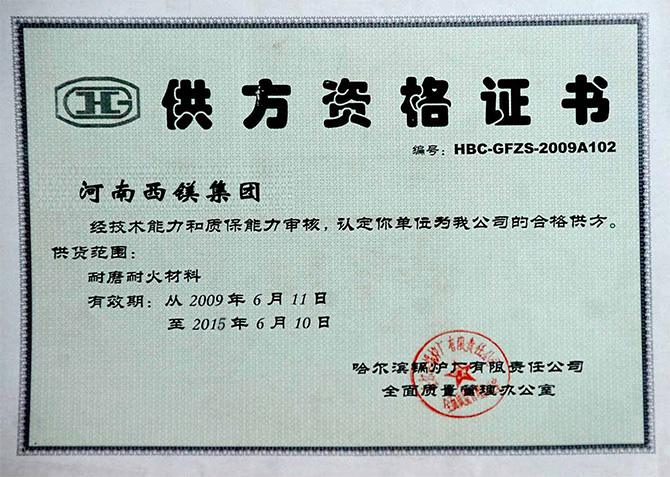 供方资格证书
编号：HBC-GFZS-2009A102
河南西镁集团
经技术能力和质保能力审核，认定你单位为我公司的合格供方。
供货范围：
耐磨耐火材料
有效期：从 2009 年 6 月 11 日
至 2015 年 6 月 10 日
哈尔滨锅炉厂有限责任公司
全面质量管理办公室